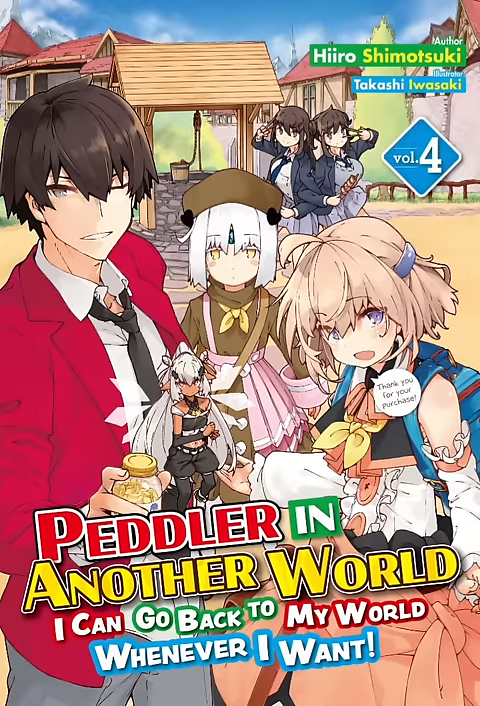 Author
Hiiro Shimotsuki
Illustrator
Takashi Iwasaki
vol.4
Thank you
for your
purchase!
PEDDLER IN
ANOTHER WORLD
I CAN GO BACK TO MY WORLD
WHENEVER I WANT!